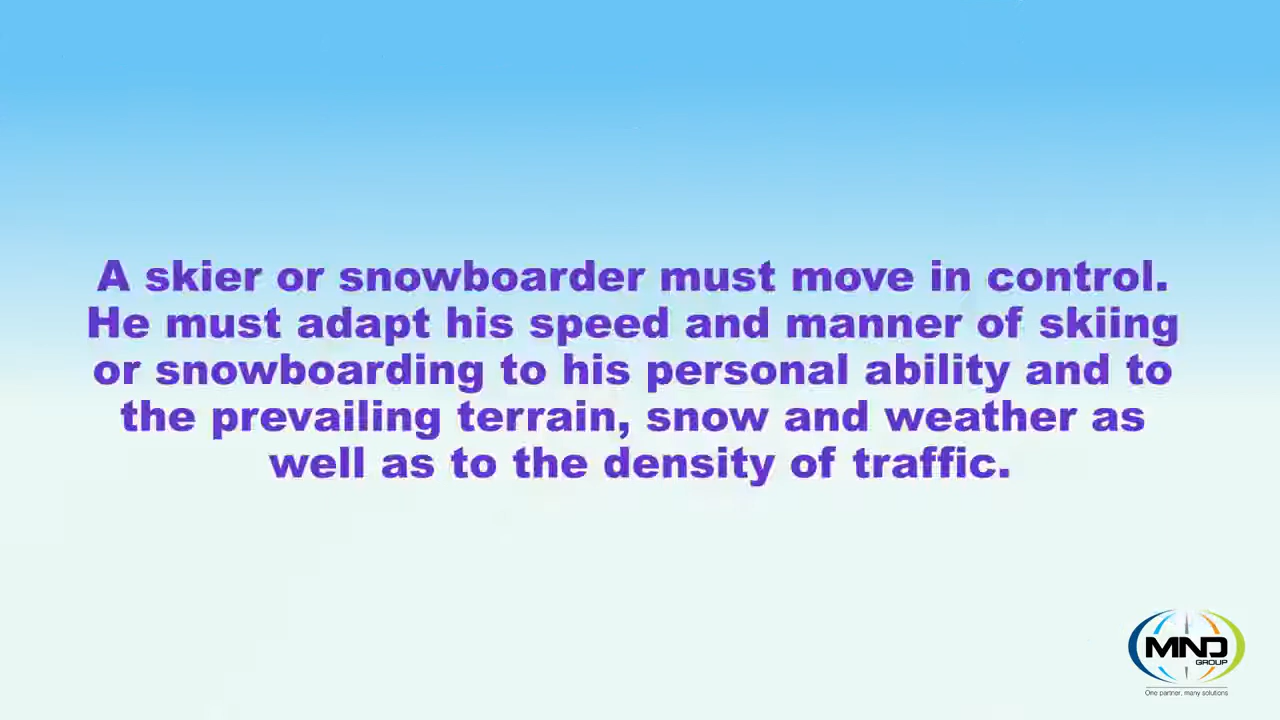 A skier or snowboarder must move in control.
He must adapt his speed and manner of skiing
or snowboarding to his personal ability and to
the prevailing terrain, snow and weather as
well as to the density of traffic.
MND
GROUP
One partner, many solutions